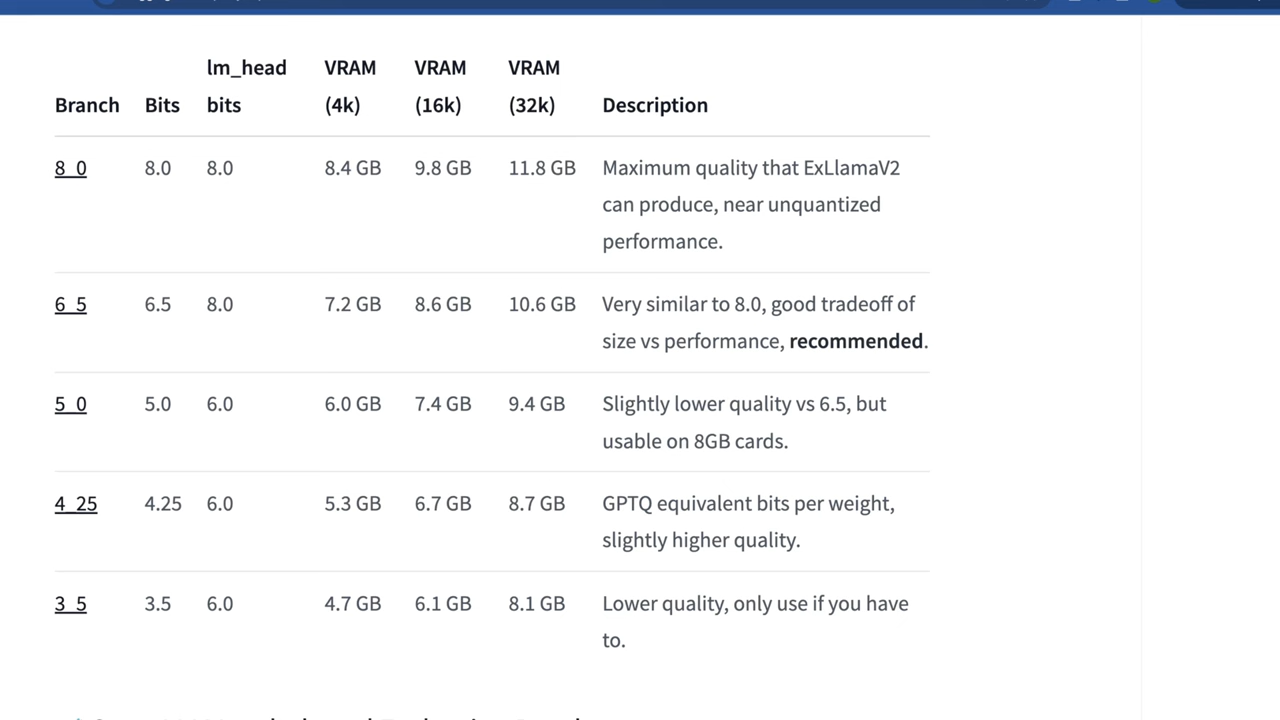 Branch Bits lm_head bits VRAM (4k) VRAM (16k) VRAM (32k) Description
8_0 8.0 8.0 8.4 GB 9.8 GB 11.8 GB Maximum quality that ExLlamaV2
can produce, near unquantized
performance.
6_5 6.5 8.0 7.2 GB 8.6 GB 10.6 GB Very similar to 8.0, good tradeoff of
size vs performance, recommended.
5_0 5.0 6.0 6.0 GB 7.4 GB 9.4 GB Slightly lower quality vs 6.5, but
usable on 8GB cards.
4_25 4.25 6.0 5.3 GB 6.7 GB 8.7 GB GPTQ equivalent bits per weight,
slightly higher quality.
3_5 3.5 6.0 4.7 GB 6.1 GB 8.1 GB Lower quality, only use if you have
to.